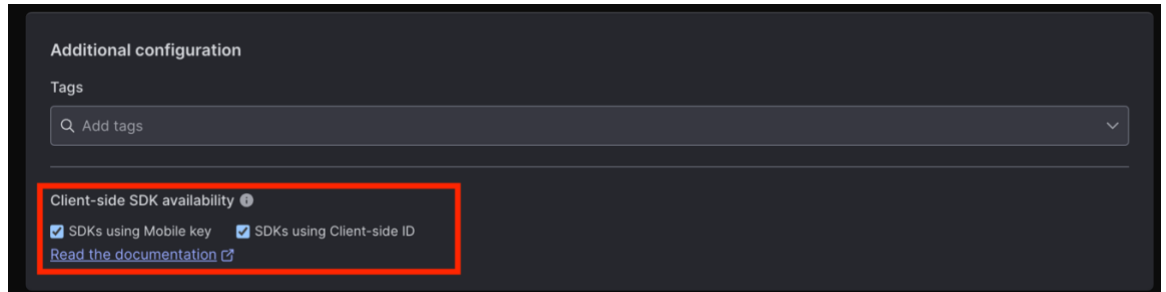 Additional configuration
Tags
Add tags
Client-side SDK availability
SDKs using Mobile key SDKs using Client-side ID
Read the documentation